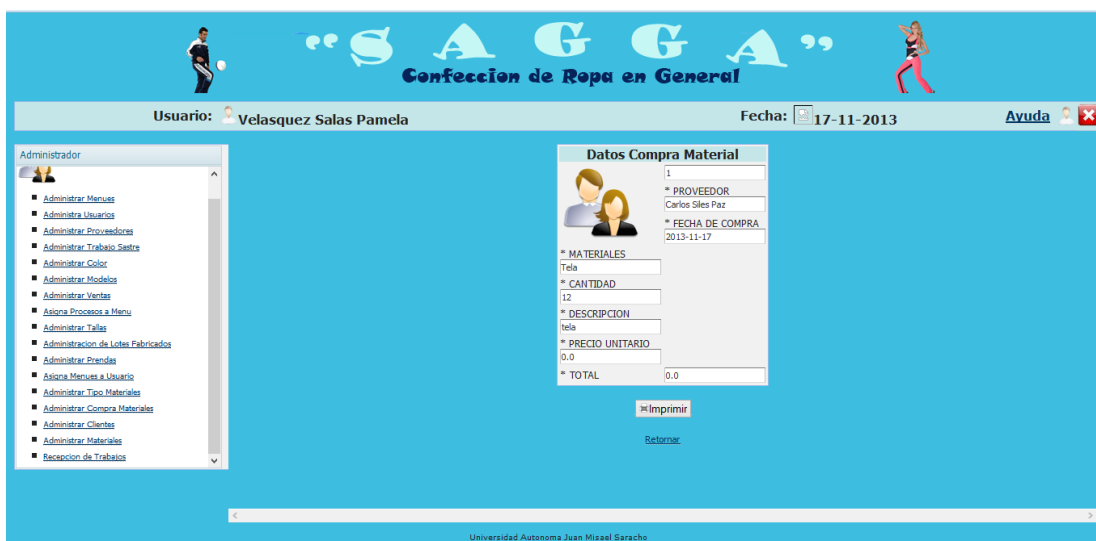 “S A G G A”
Confeccion de Ropa en General
Usuario: Velasquez Salas Pamela Fecha: 17-11-2013 Ayuda
Administrador
Administrar Menues
Administra Usuarios
Administrar Proveedores
Administrar Trabajo Sastre
Administrar Color
Administrar Modelos
Administrar Ventas
Asigna Procesos a Menu
Administrar Tallas
Administracion de Lotes Fabricados
Administrar Prendas
Asigna Menues a Usuario
Administrar Tipo Materiales
Administrar Compra Materiales
Administrar Clientes
Administrar Materiales
Recepcion de Trabajos
Datos Compra Material
1
* PROVEEDOR
Carlos Siles Paz
* FECHA DE COMPRA
2013-11-17
* MATERIALES
Tela
* CANTIDAD
12
* DESCRIPCION
tela
* PRECIO UNITARIO
0.0
* TOTAL 0.0
Imprimir
Retornar
Universidad Autonoma Juan Misael Saracho